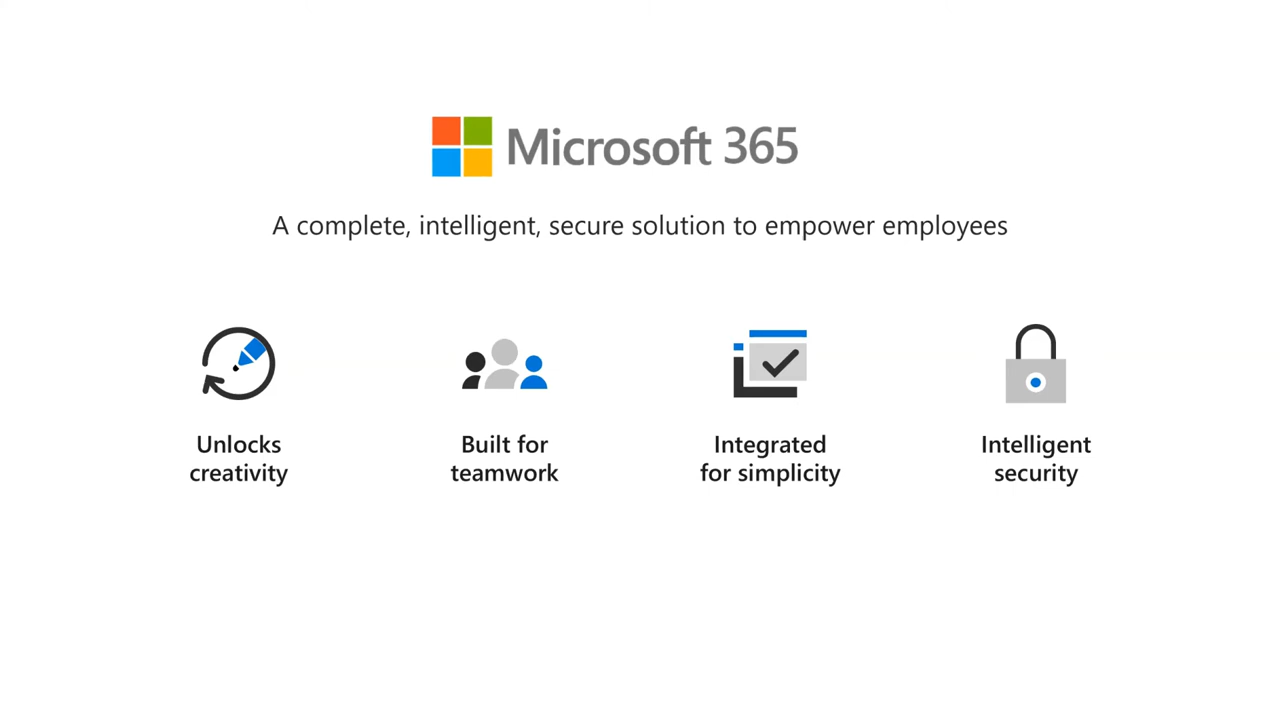 Microsoft 365
A complete, intelligent, secure solution to empower employees
Unlocks
creativity
Built for
teamwork
Integrated
for simplicity
Intelligent
security